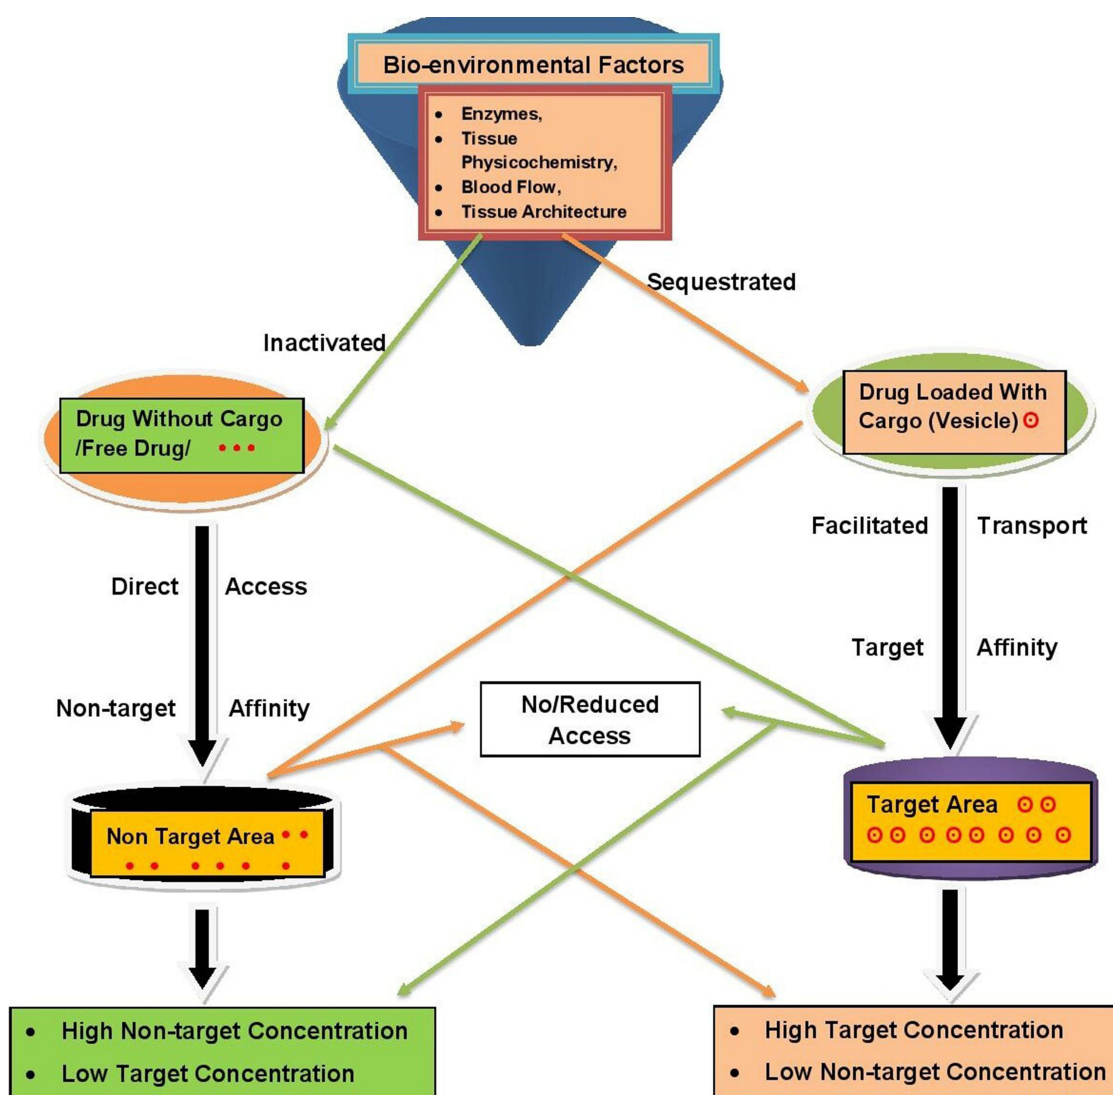 Bio-environmental Factors
• Enzymes,
• Tissue
Physicochemistry,
• Blood Flow,
• Tissue Architecture
Sequestrated
Inactivated
Drug Without Cargo
/Free Drug/
Drug Loaded With
Cargo (Vesicle)
Facilitated Transport
Direct Access
Target Affinity
Non-target Affinity
No/Reduced
Access
Non Target Area
Target Area
• High Non-target Concentration
• Low Target Concentration
• High Target Concentration
• Low Non-target Concentration